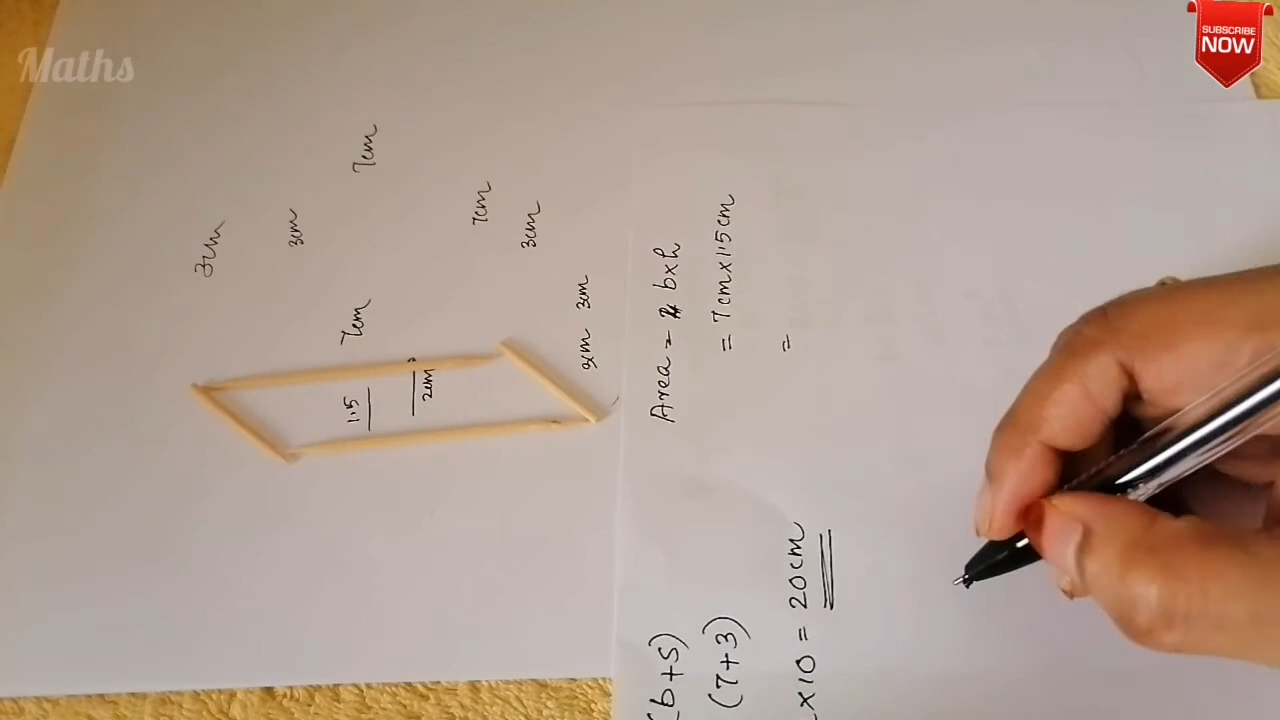 Maths
SUBSCRIBE
NOW
3cm
3cm
7cm
7cm
3cm
7cm
3cm 3cm
1.5
2cm
Area = b×h
= 7cm×1.5cm
=
(b+s)
(7+3)
×10 = 20cm